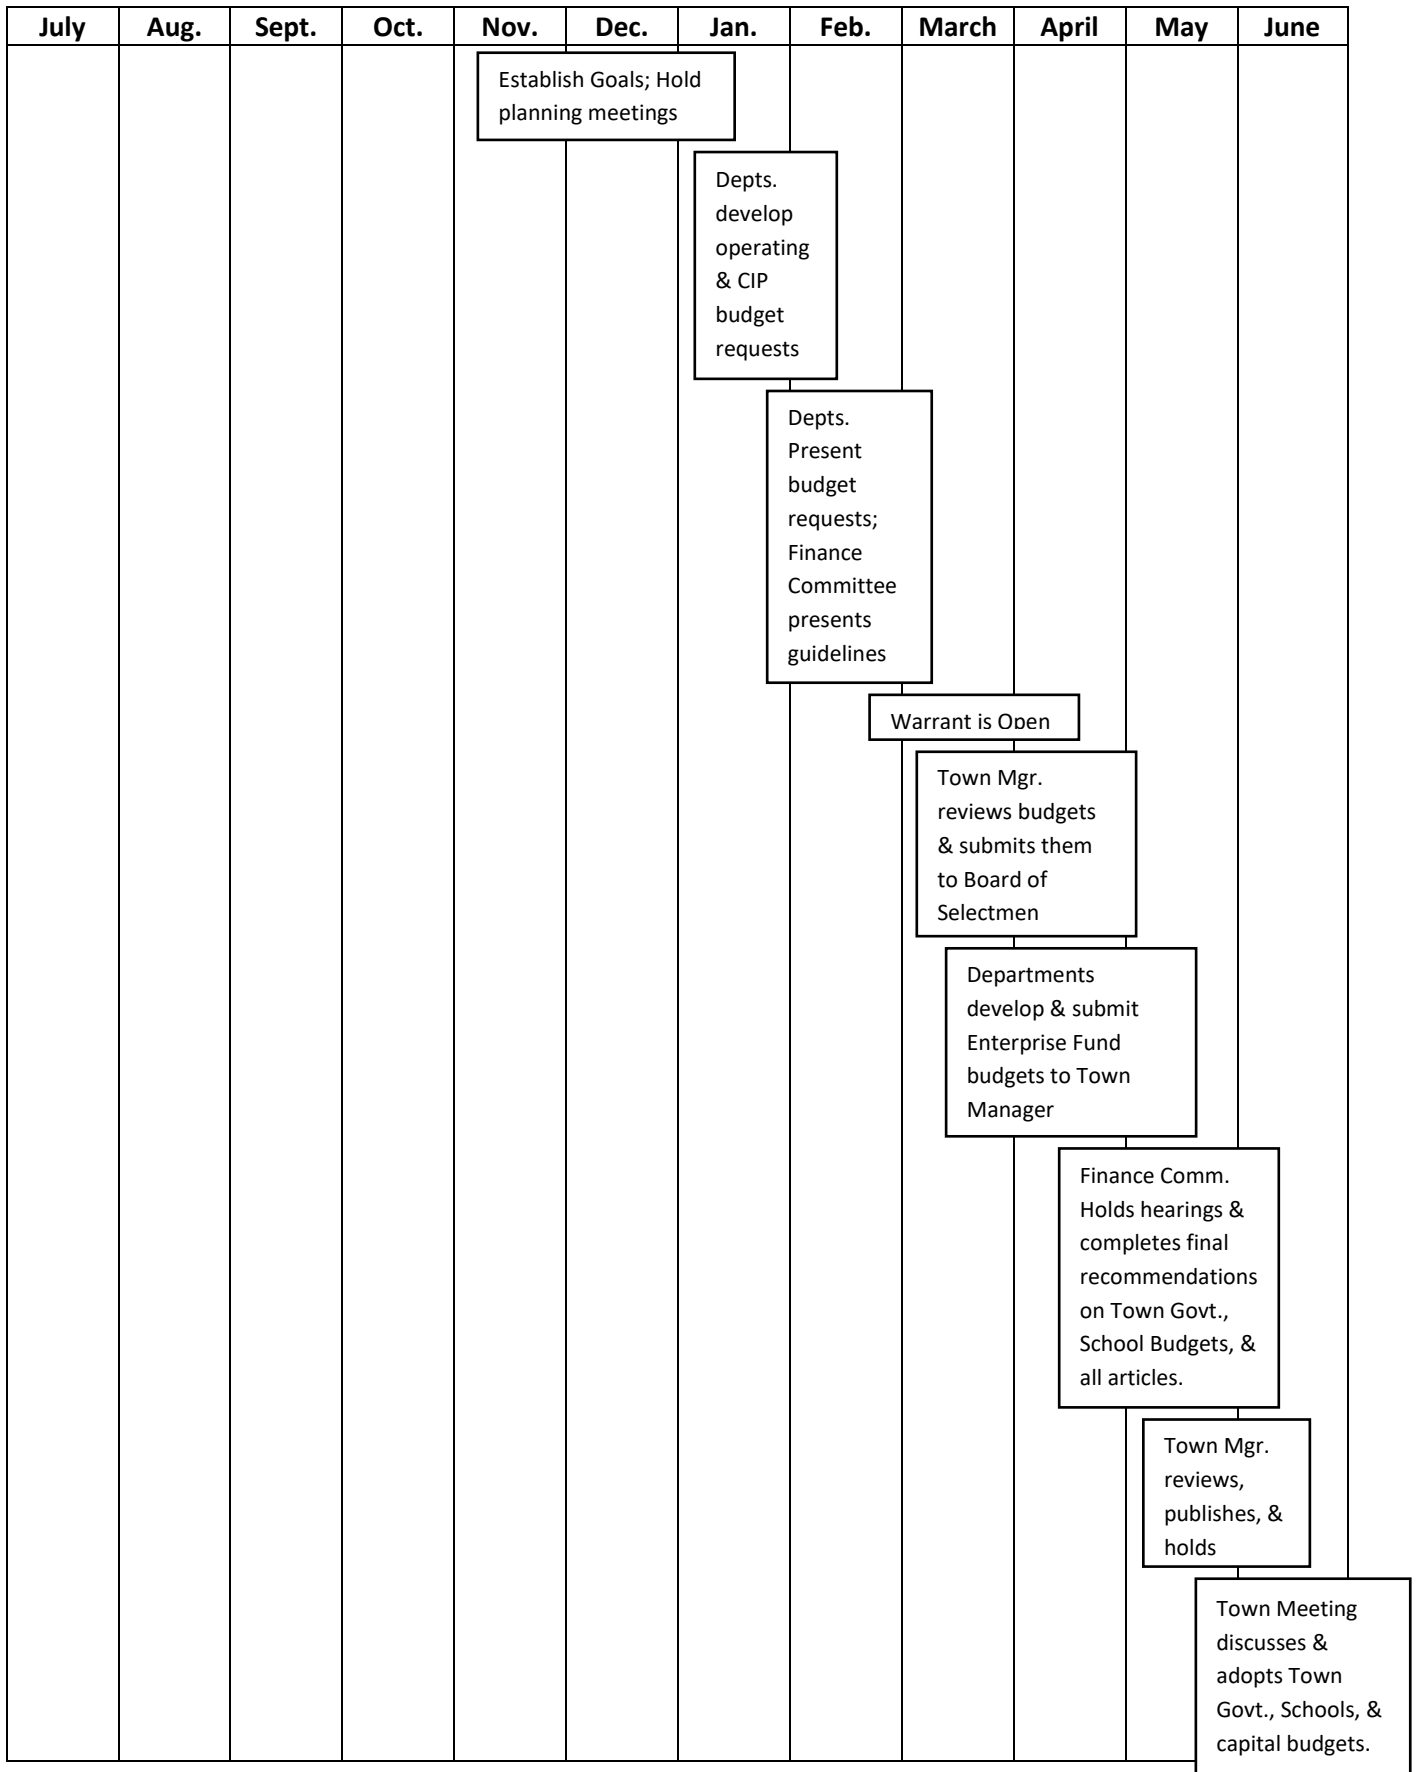 July Aug. Sept. Oct. Nov. Dec. Jan. Feb. March April May June
Establish Goals; Hold
planning meetings
Depts.
develop
operating
& CIP
budget
requests
Depts.
Present
budget
requests;
Finance
Committee
presents
guidelines
Warrant is Open
Town Mgr.
reviews budgets
& submits them
to Board of
Selectmen
Departments
develop & submit
Enterprise Fund
budgets to Town
Manager
Finance Comm.
Holds hearings &
completes final
recommendations
on Town Govt.,
School Budgets, &
all articles.
Town Mgr.
reviews,
publishes, &
holds
Town Meeting
discusses &
adopts Town
Govt., Schools, &
capital budgets.